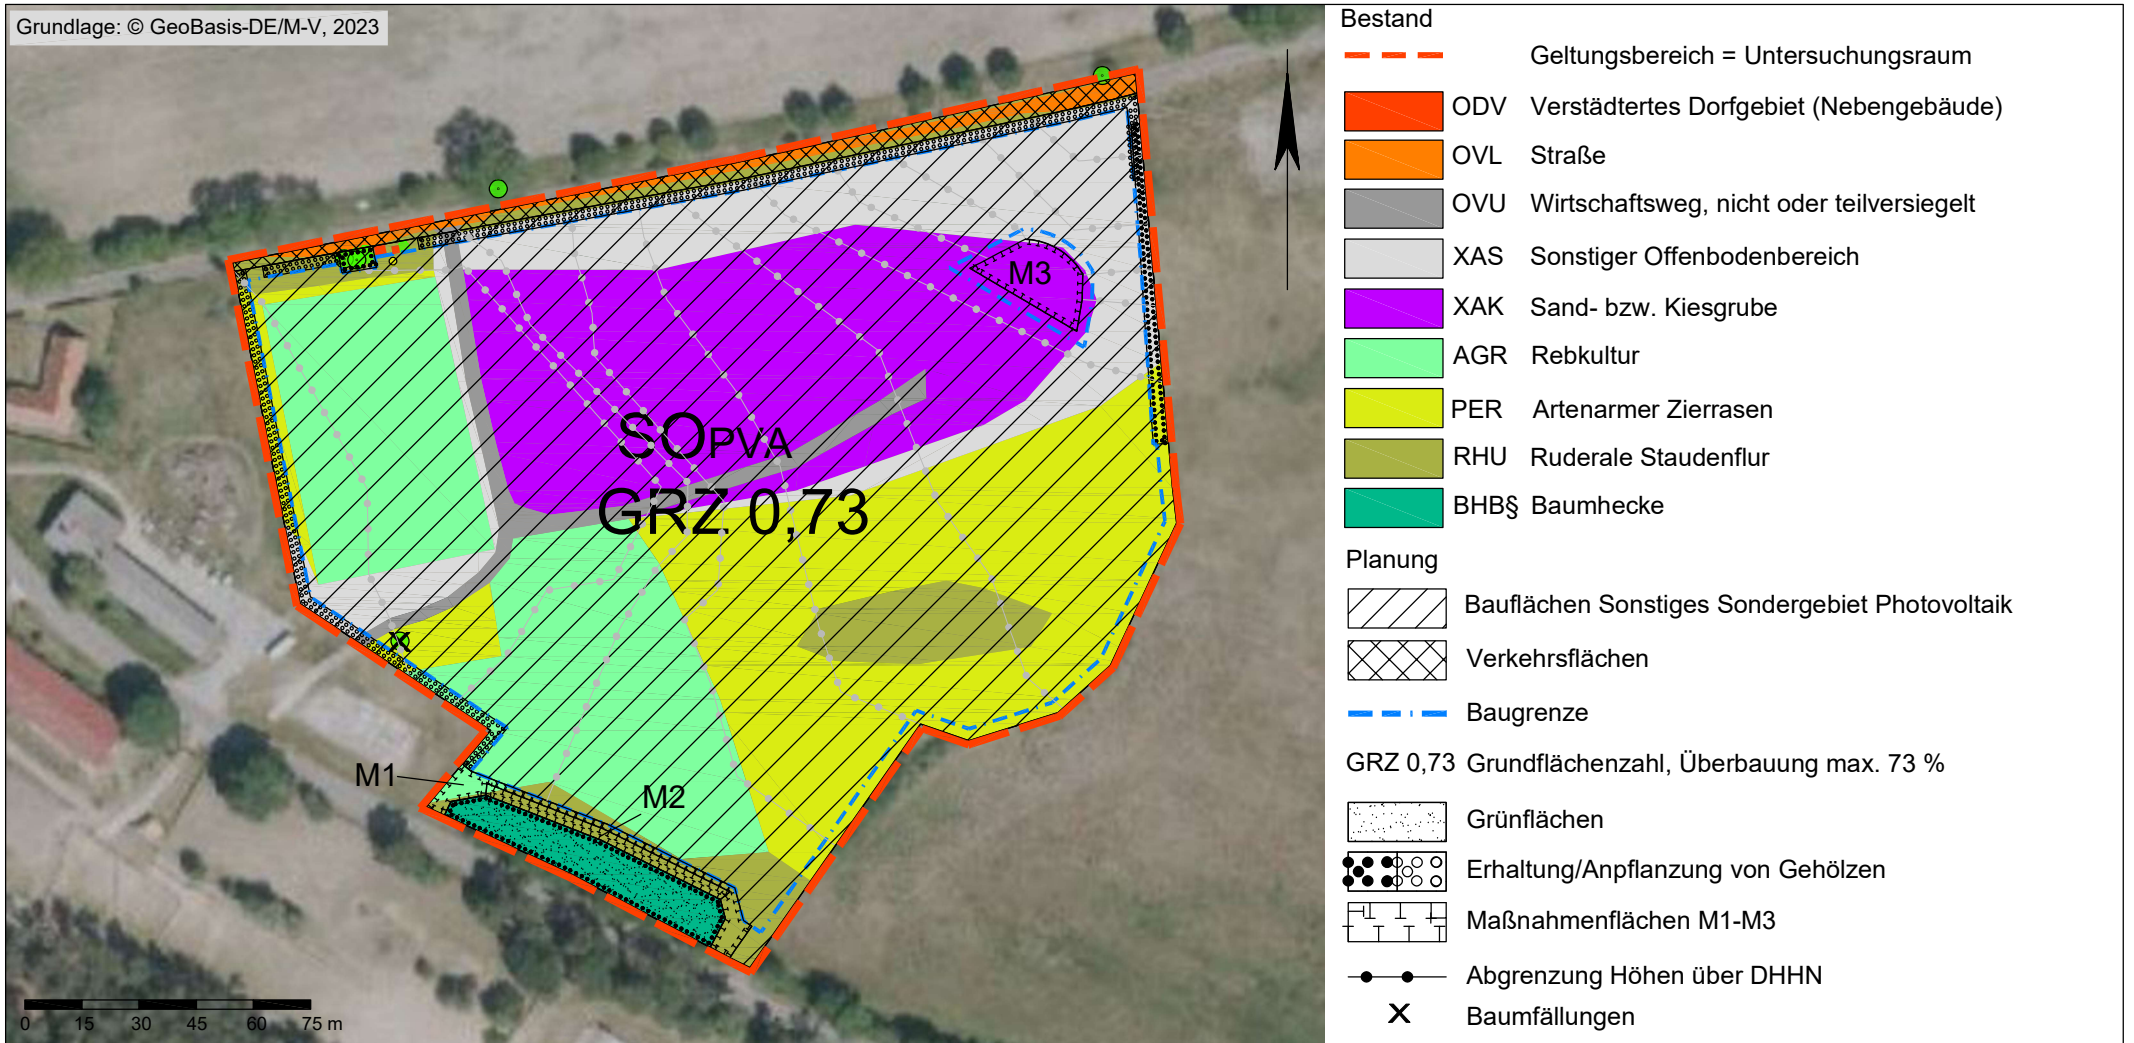 Grundlage: © GeoBasis-DE/M-V, 2023
M3
SOPVA
GRZ 0,73
M1
M2
0 15 30 45 60 75 m
Bestand
Geltungsbereich = Untersuchungsraum
ODV Verstädtertes Dorfgebiet (Nebengebäude)
OVL Straße
OVU Wirtschaftsweg, nicht oder teilversiegelt
XAS Sonstiger Offenbodenbereich
XAK Sand- bzw. Kiesgrube
AGR Rebkultur
PER Artenarmer Zierrasen
RHU Ruderale Staudenflur
BHB§ Baumhecke
Planung
Bauflächen Sonstiges Sondergebiet Photovoltaik
Verkehrsflächen
Baugrenze
GRZ 0,73 Grundflächenzahl, Überbauung max. 73 %
Grünflächen
Erhaltung/Anpflanzung von Gehölzen
Maßnahmenflächen M1-M3
Abgrenzung Höhen über DHHN
X Baumfällungen